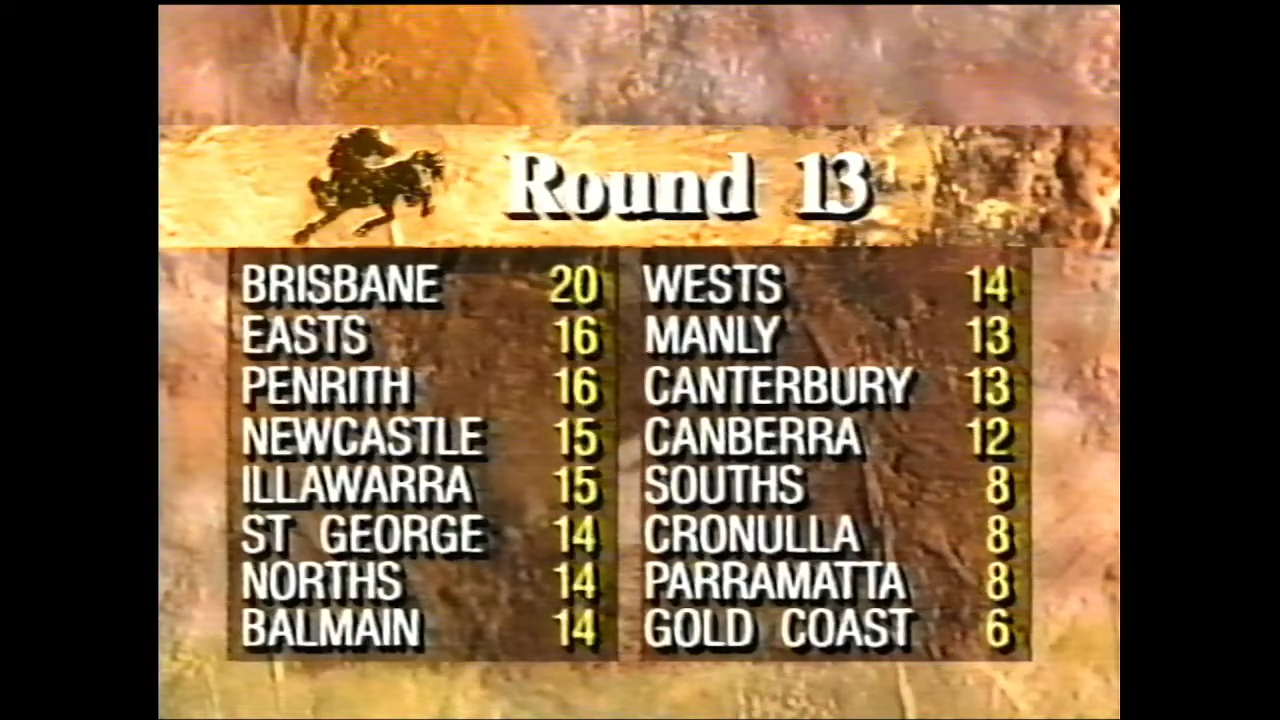 Round 13
BRISBANE 20
EASTS 16
PENRITH 16
NEWCASTLE 15
ILLAWARRA 15
ST GEORGE 14
NORTHS 14
BALMAIN 14
WESTS 14
MANLY 13
CANTERBURY 13
CANBERRA 12
SOUTHS 8
CRONULLA 8
PARRAMATTA 8
GOLD COAST 6